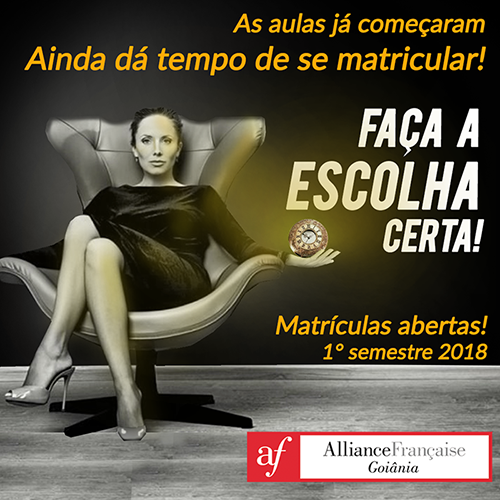 As aulas já começaram
Ainda dá tempo de se matricular!
FAÇA A
ESCOLHA
CERTA!
Matrículas abertas!
1° semestre 2018
af AllianceFrançaise
Goiânia